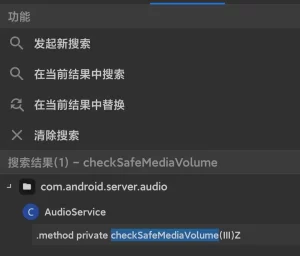 功能
发起新搜索
在当前结果中搜索
在当前结果中替换
清除搜索
搜索结果(1) - checkSafeMediaVolume
com.android.server.audio
C AudioService
.method private checkSafeMediaVolume(III)Z